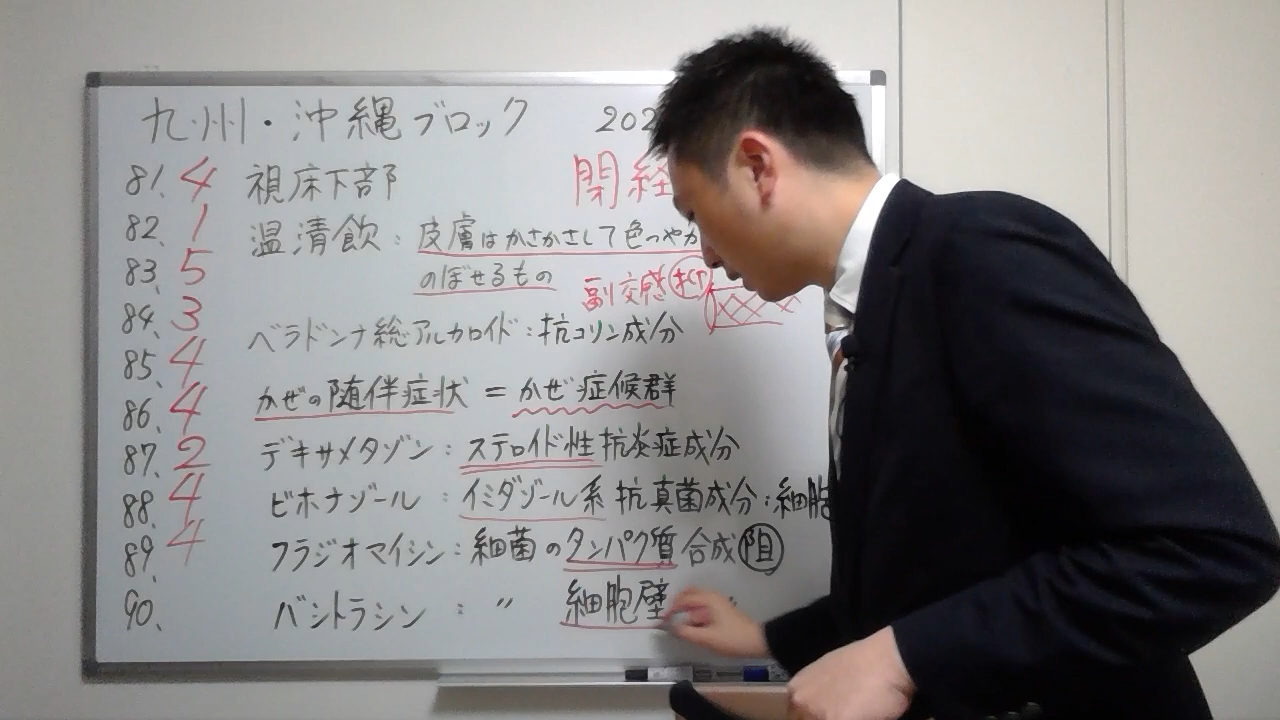 九州・沖縄ブロック 202
81. 4 視床下部 閉経
82. 1 温清飲：皮膚はかさかさして色つやが
83. 5 のぼせるもの
副交感 抑
84. 3 ベラドンナ総アルカロイド：抗コリン成分
85. 4
86. 4 かぜの随伴症状 = かぜ症候群
87. 2 デキサメタゾン：ステロイド性抗炎症成分
88. 4 ビホナゾール：イミダゾール系抗真菌成分：細胞
89. 4 フラジオマイシン：細菌のタンパク質合成阻
90. バシトラシン：〃 細胞壁 〃